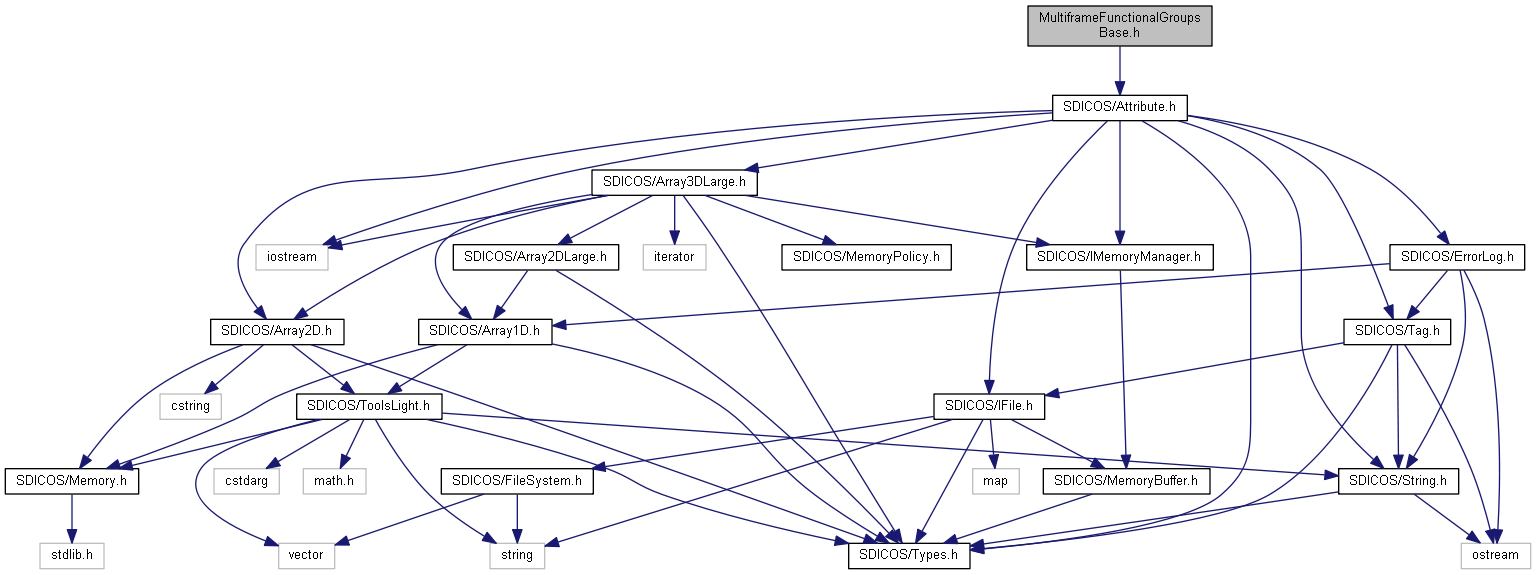 MultiframeFunctionalGroups
Base.h
SDICOS/Attribute.h
SDICOS/Array3DLarge.h
iostream
SDICOS/Array2DLarge.h
iterator
SDICOS/MemoryPolicy.h
SDICOS/IMemoryManager.h
SDICOS/ErrorLog.h
SDICOS/Array2D.h
SDICOS/Array1D.h
SDICOS/Tag.h
cstring
SDICOS/ToolsLight.h
SDICOS/IFile.h
SDICOS/Memory.h
cstdarg
math.h
SDICOS/FileSystem.h
map
SDICOS/MemoryBuffer.h
SDICOS/String.h
stdlib.h
vector
string
SDICOS/Types.h
ostream